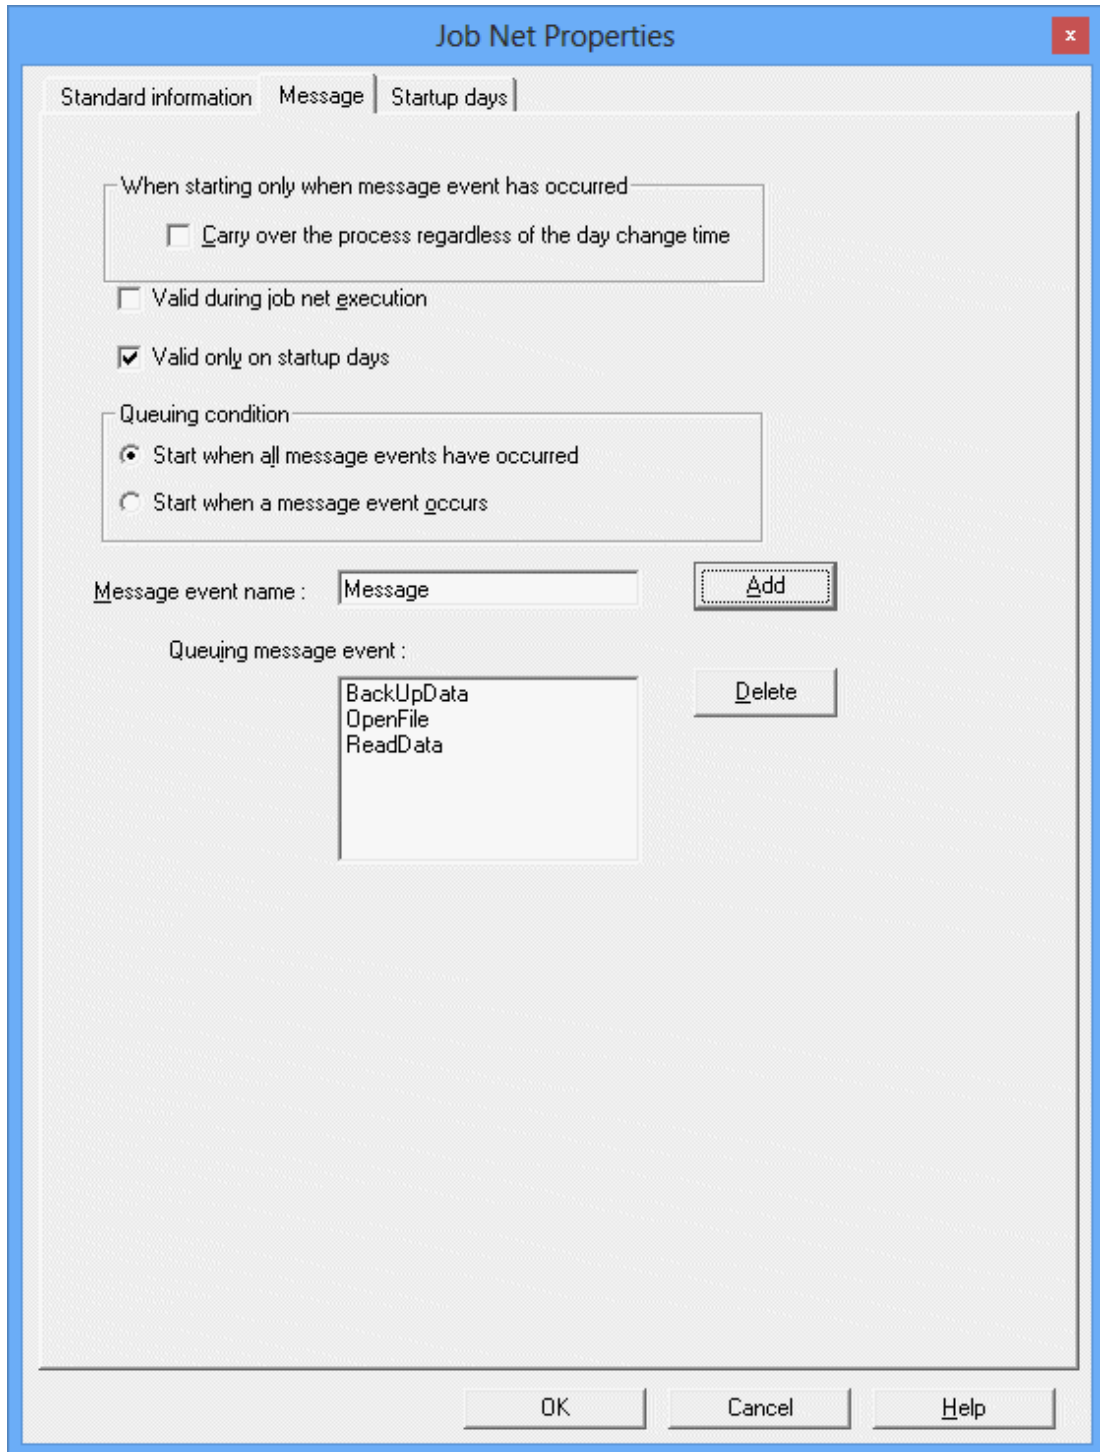 Job Net Properties
x
Standard information Message Startup days
When starting only when message event has occurred
Carry over the process regardless of the day change time
Valid during job net execution
Valid only on startup days
Queuing condition
Start when all message events have occurred
Start when a message event occurs
Message event name : Message Add
Queuing message event :
Delete
BackUpData
OpenFile
ReadData
OK Cancel Help